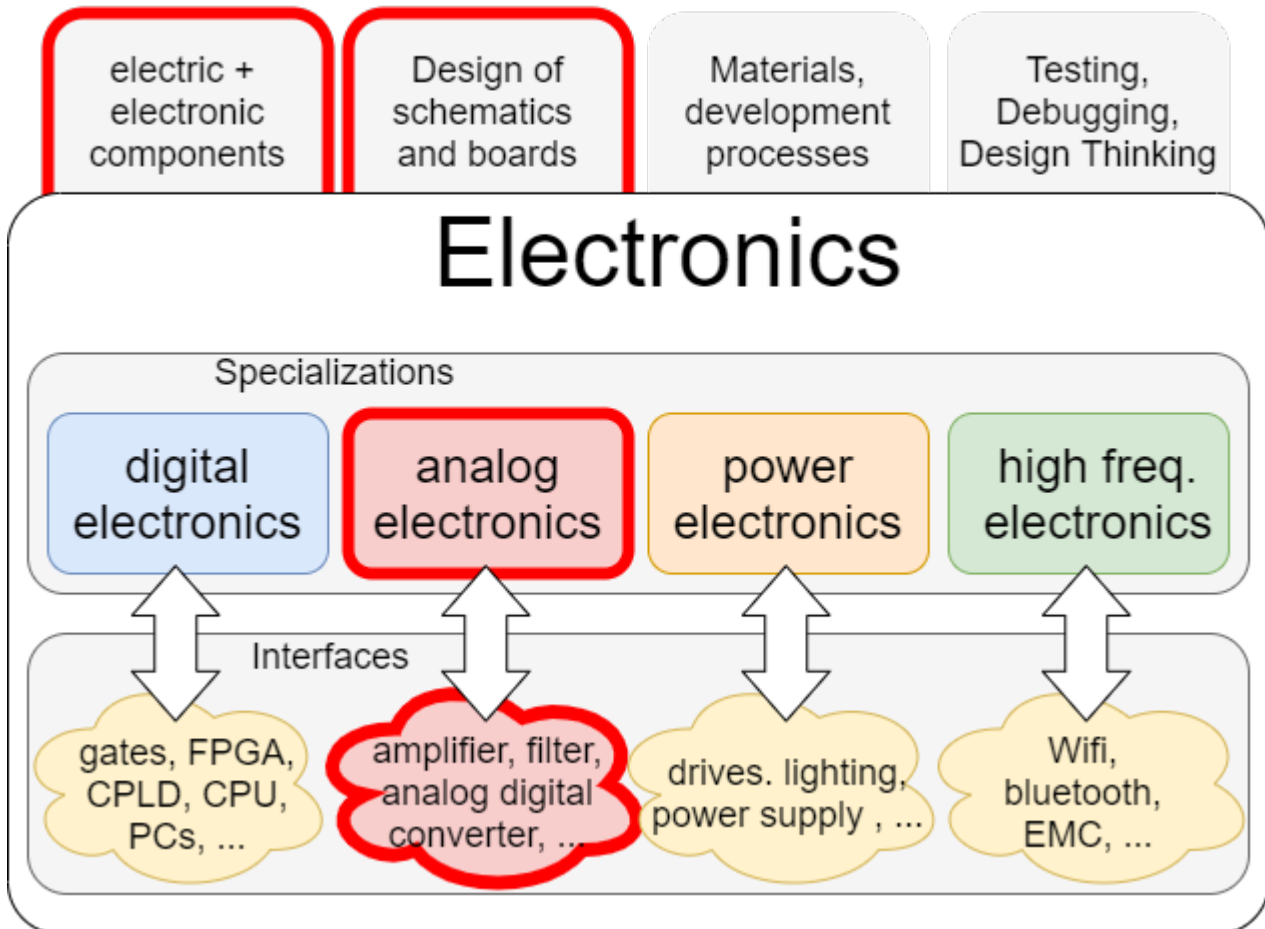 electric +
electronic
components
Design of
schematics
and boards
Materials,
development
processes
Testing,
Debugging,
Design Thinking
Electronics
Specializations
digital
electronics
analog
electronics
power
electronics
high freq.
electronics
Interfaces
gates, FPGA,
CPLD, CPU,
PCs, ...
amplifier, filter,
analog digital
converter, ...
drives. lighting,
power supply , ...
Wifi,
bluetooth,
EMC, ...